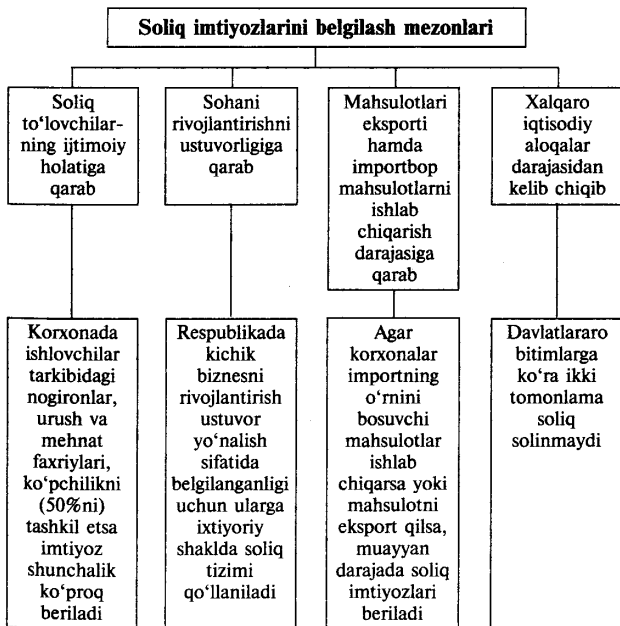 Soliq imtiyozlarini belgilash mezonlari
Soliq
to‘lovchilar-
ning ijtimoiy
holatiga
qarab
Sohani
rivojlantirishni
ustuvorligiga
qarab
Mahsulotlari
eksporti
hamda
importbop
mahsulotlarni
ishlab
chiqarish
darajasiga
qarab
Xalqaro
iqtisodiy
aloqalar
darajasidan
kelib chiqib
Korxonada
ishlovchilar
tarkibidagi
nogironlar,
urush va
mehnat
faxriylari,
ko‘pchilikni
(50%ni)
tashkil etsa
imtiyoz
shunchalik
ko‘proq
beriladi
Respublikada
kichik
biznesni
rivojlantirish
ustuvor
yo‘nalish
sifatida
belgilanganligi
uchun ularga
ixtiyoriy
shaklda soliq
tizimi
qo‘llaniladi
Agar
korxonalar
importning
o‘rnini
bosuvchi
mahsulotlar
ishlab
chiqarsa yoki
mahsulotni
eksport qilsa,
muayyan
darajada soliq
imtiyozlari
beriladi
Davlatlararo
bitimlarga
ko‘ra ikki
tomonlama
soliq
solinmaydi